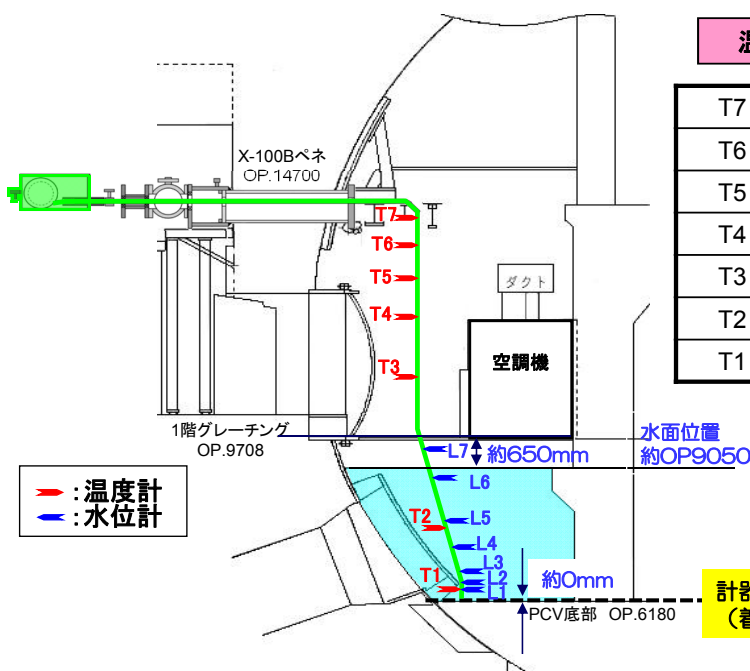 温
T7
T6
T5
T4
T3
T2
T1
X-100Bペネ
OP.14700
T7
T6
T5
T4
T3
ダクト
空調機
1階グレーチング
OP.9708
水面位置
約OP9050
L7
約650mm
L6
:温度計
:水位計
T2
L5
L4
L3
T1
L2
L1
約0mm
PCV底部 OP.6180
計器
(着